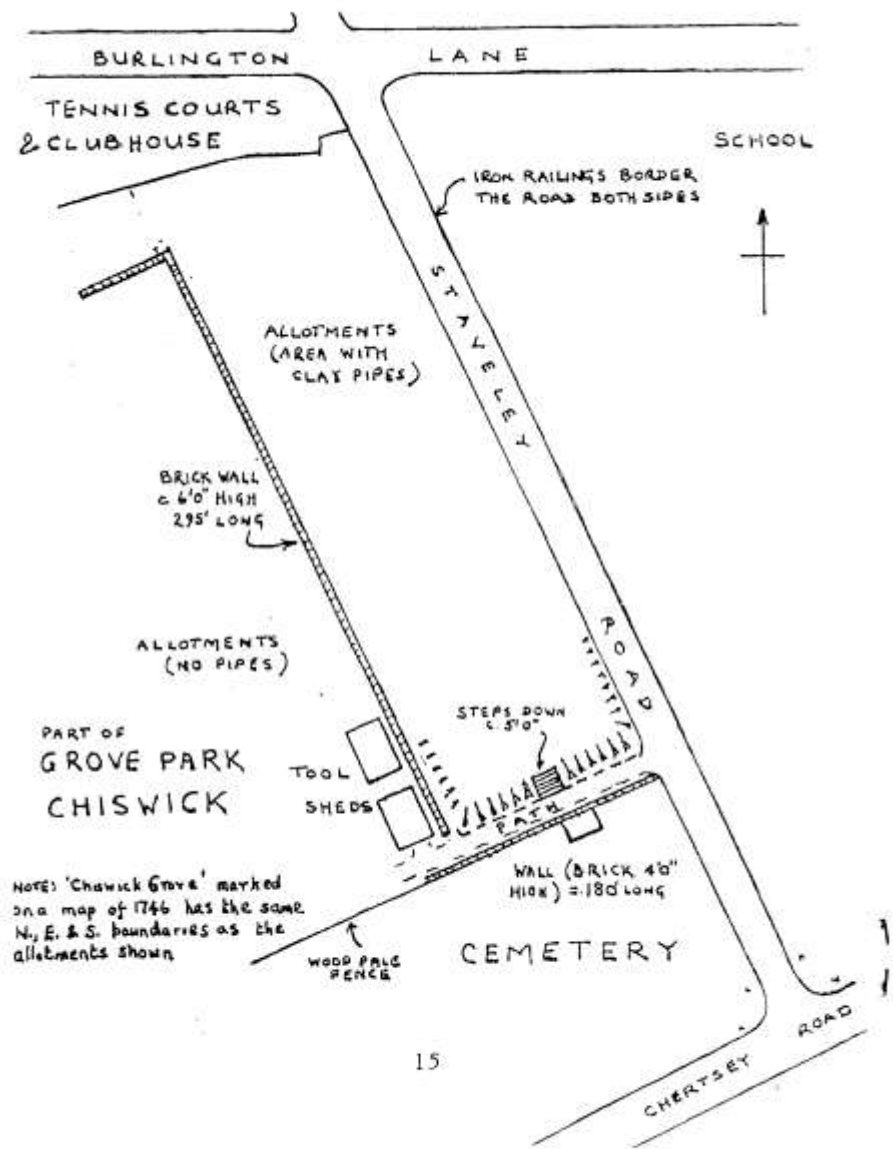 BURLINGTON LANE
TENNIS COURTS
& CLUBHOUSE
SCHOOL
IRON RAILINGS BORDER
THE ROAD BOTH SIDES
STAVELEY ROAD
ALLOTMENTS
(AREA WITH
CLAY PIPES)
BRICK WALL
c 6'0" HIGH
295' LONG
ALLOTMENTS
(NO PIPES)
STEPS DOWN
c. 5'0"
PART OF
GROVE PARK
CHISWICK
TOOL
SHEDS
PATH
WALL (BRICK 4'0"
HIGH) = 180' LONG
NOTE: 'Chiswick Grove' marked
on a map of 1746 has the same
N., E. & S. boundaries as the
allotments shown
WOOD PALE
FENCE
CEMETERY
CHERTSEY ROAD
15